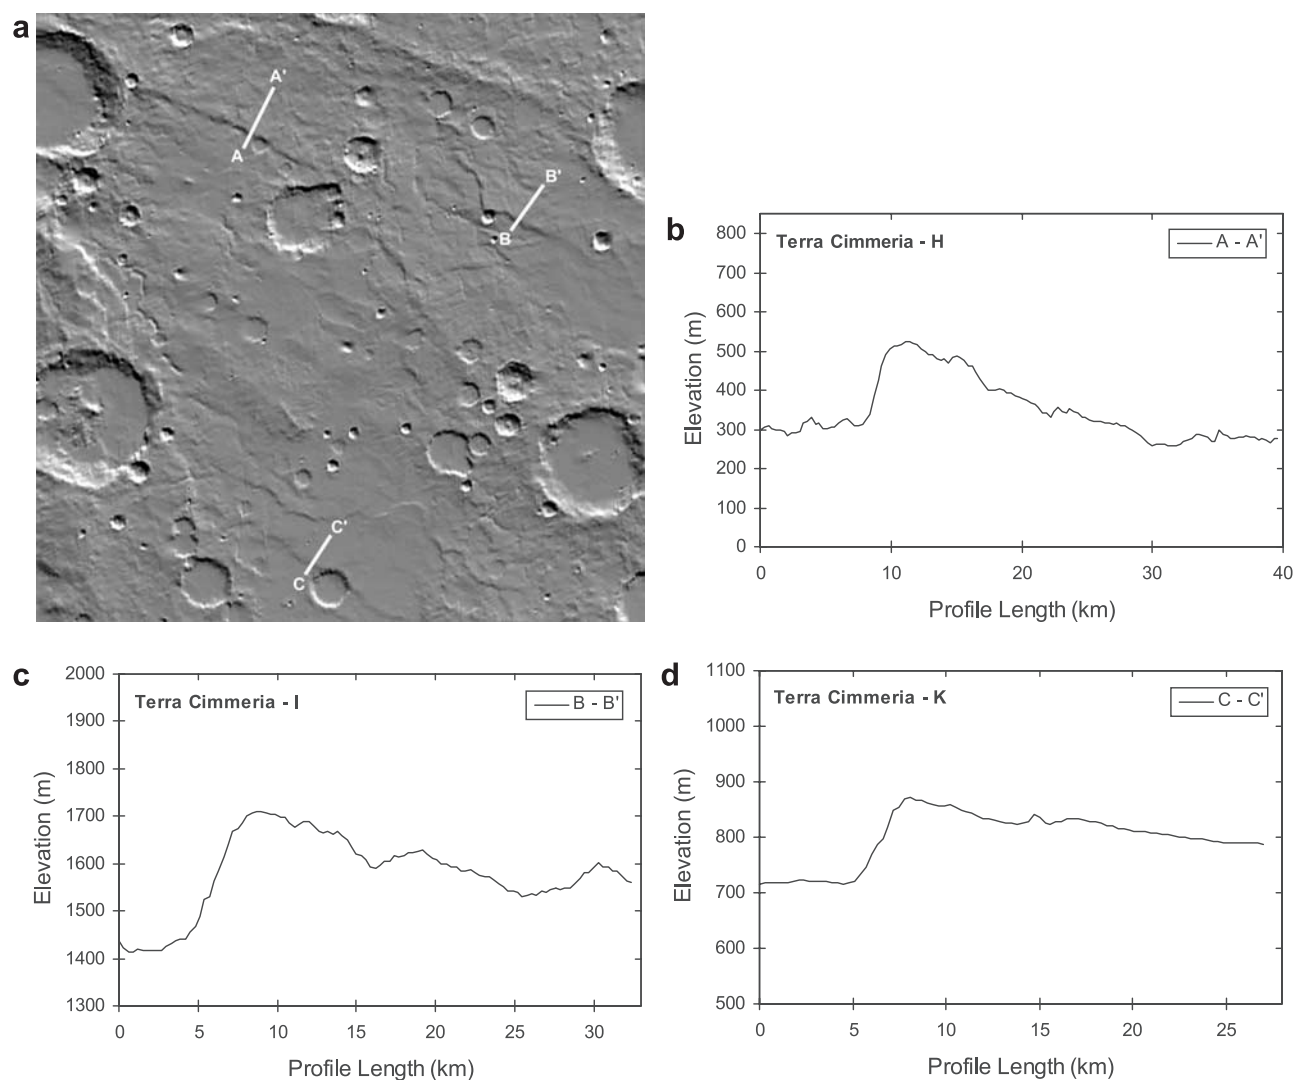 a
A'
A
B'
B
C'
C
b
Terra Cimmeria - H
A - A'
Elevation (m)
800
700
600
500
400
300
200
100
0
0 10 20 30 40
Profile Length (km)
c
Terra Cimmeria - I
B - B'
Elevation (m)
2000
1900
1800
1700
1600
1500
1400
1300
0 5 10 15 20 25 30
Profile Length (km)
d
Terra Cimmeria - K
C - C'
Elevation (m)
1100
1000
900
800
700
600
500
0 5 10 15 20 25
Profile Length (km)